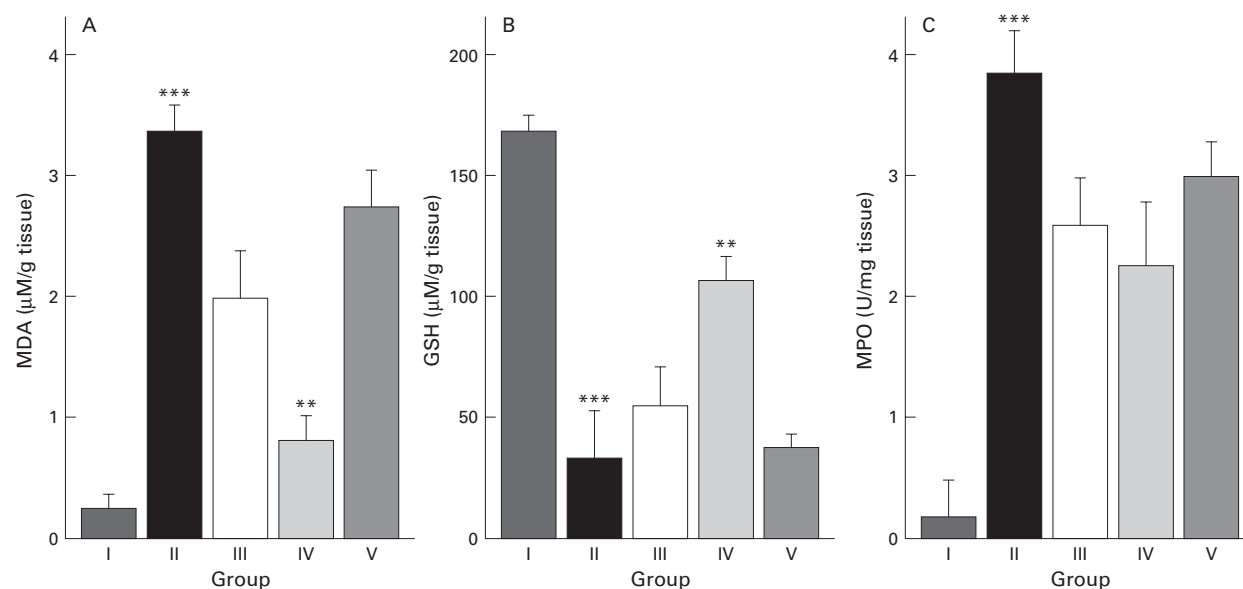 A
MDA (μM/g tissue)
4
3
2
1
0
***
**
I II III IV V
Group
B
GSH (μM/g tissue)
200
150
100
50
0
***
**
I II III IV V
Group
C
MPO (U/mg tissue)
4
3
2
1
0
***
I II III IV V
Group